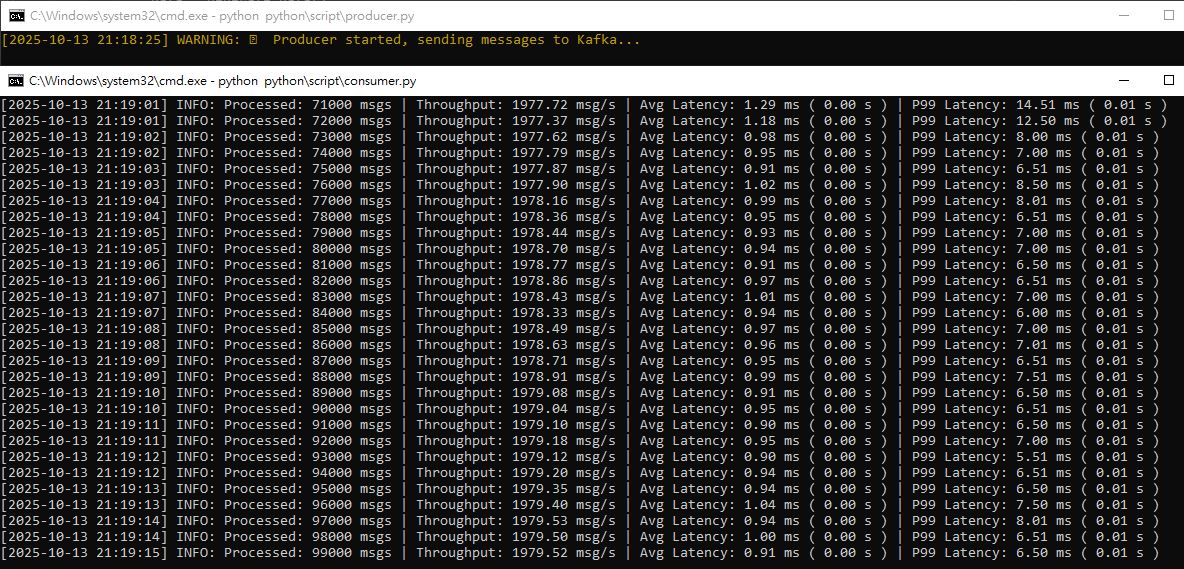 C:\Windows\system32\cmd.exe - python  python\script\producer.py
[2025-10-13 21:18:25] WARNING: Producer started, sending messages to Kafka...
C:\Windows\system32\cmd.exe - python  python\script\consumer.py
[2025-10-13 21:19:01] INFO: Processed: 71000 msgs | Throughput: 1977.72 msg/s | Avg Latency: 1.29 ms ( 0.00 s ) | P99 Latency: 14.51 ms ( 0.01 s )
[2025-10-13 21:19:01] INFO: Processed: 72000 msgs | Throughput: 1977.37 msg/s | Avg Latency: 1.18 ms ( 0.00 s ) | P99 Latency: 12.50 ms ( 0.01 s )
[2025-10-13 21:19:02] INFO: Processed: 73000 msgs | Throughput: 1977.62 msg/s | Avg Latency: 0.98 ms ( 0.00 s ) | P99 Latency: 8.00 ms ( 0.01 s )
[2025-10-13 21:19:02] INFO: Processed: 74000 msgs | Throughput: 1977.79 msg/s | Avg Latency: 0.95 ms ( 0.00 s ) | P99 Latency: 7.00 ms ( 0.01 s )
[2025-10-13 21:19:03] INFO: Processed: 75000 msgs | Throughput: 1977.87 msg/s | Avg Latency: 0.91 ms ( 0.00 s ) | P99 Latency: 6.51 ms ( 0.01 s )
[2025-10-13 21:19:03] INFO: Processed: 76000 msgs | Throughput: 1977.90 msg/s | Avg Latency: 1.02 ms ( 0.00 s ) | P99 Latency: 8.50 ms ( 0.01 s )
[2025-10-13 21:19:04] INFO: Processed: 77000 msgs | Throughput: 1978.16 msg/s | Avg Latency: 0.99 ms ( 0.00 s ) | P99 Latency: 8.01 ms ( 0.01 s )
[2025-10-13 21:19:04] INFO: Processed: 78000 msgs | Throughput: 1978.36 msg/s | Avg Latency: 0.95 ms ( 0.00 s ) | P99 Latency: 6.51 ms ( 0.01 s )
[2025-10-13 21:19:05] INFO: Processed: 79000 msgs | Throughput: 1978.44 msg/s | Avg Latency: 0.93 ms ( 0.00 s ) | P99 Latency: 7.00 ms ( 0.01 s )
[2025-10-13 21:19:05] INFO: Processed: 80000 msgs | Throughput: 1978.70 msg/s | Avg Latency: 0.94 ms ( 0.00 s ) | P99 Latency: 7.00 ms ( 0.01 s )
[2025-10-13 21:19:06] INFO: Processed: 81000 msgs | Throughput: 1978.77 msg/s | Avg Latency: 0.91 ms ( 0.00 s ) | P99 Latency: 6.50 ms ( 0.01 s )
[2025-10-13 21:19:06] INFO: Processed: 82000 msgs | Throughput: 1978.86 msg/s | Avg Latency: 0.97 ms ( 0.00 s ) | P99 Latency: 6.51 ms ( 0.01 s )
[2025-10-13 21:19:07] INFO: Processed: 83000 msgs | Throughput: 1978.43 msg/s | Avg Latency: 1.01 ms ( 0.00 s ) | P99 Latency: 7.00 ms ( 0.01 s )
[2025-10-13 21:19:07] INFO: Processed: 84000 msgs | Throughput: 1978.33 msg/s | Avg Latency: 0.94 ms ( 0.00 s ) | P99 Latency: 6.00 ms ( 0.01 s )
[2025-10-13 21:19:08] INFO: Processed: 85000 msgs | Throughput: 1978.49 msg/s | Avg Latency: 0.97 ms ( 0.00 s ) | P99 Latency: 7.00 ms ( 0.01 s )
[2025-10-13 21:19:08] INFO: Processed: 86000 msgs | Throughput: 1978.63 msg/s | Avg Latency: 0.96 ms ( 0.00 s ) | P99 Latency: 7.01 ms ( 0.01 s )
[2025-10-13 21:19:09] INFO: Processed: 87000 msgs | Throughput: 1978.71 msg/s | Avg Latency: 0.95 ms ( 0.00 s ) | P99 Latency: 6.51 ms ( 0.01 s )
[2025-10-13 21:19:09] INFO: Processed: 88000 msgs | Throughput: 1978.91 msg/s | Avg Latency: 0.99 ms ( 0.00 s ) | P99 Latency: 7.51 ms ( 0.01 s )
[2025-10-13 21:19:10] INFO: Processed: 89000 msgs | Throughput: 1979.08 msg/s | Avg Latency: 0.91 ms ( 0.00 s ) | P99 Latency: 6.50 ms ( 0.01 s )
[2025-10-13 21:19:10] INFO: Processed: 90000 msgs | Throughput: 1979.04 msg/s | Avg Latency: 0.95 ms ( 0.00 s ) | P99 Latency: 6.51 ms ( 0.01 s )
[2025-10-13 21:19:11] INFO: Processed: 91000 msgs | Throughput: 1979.10 msg/s | Avg Latency: 0.90 ms ( 0.00 s ) | P99 Latency: 6.50 ms ( 0.01 s )
[2025-10-13 21:19:11] INFO: Processed: 92000 msgs | Throughput: 1979.18 msg/s | Avg Latency: 0.95 ms ( 0.00 s ) | P99 Latency: 7.00 ms ( 0.01 s )
[2025-10-13 21:19:12] INFO: Processed: 93000 msgs | Throughput: 1979.12 msg/s | Avg Latency: 0.90 ms ( 0.00 s ) | P99 Latency: 5.51 ms ( 0.01 s )
[2025-10-13 21:19:12] INFO: Processed: 94000 msgs | Throughput: 1979.20 msg/s | Avg Latency: 0.94 ms ( 0.00 s ) | P99 Latency: 6.51 ms ( 0.01 s )
[2025-10-13 21:19:13] INFO: Processed: 95000 msgs | Throughput: 1979.35 msg/s | Avg Latency: 0.94 ms ( 0.00 s ) | P99 Latency: 6.50 ms ( 0.01 s )
[2025-10-13 21:19:13] INFO: Processed: 96000 msgs | Throughput: 1979.40 msg/s | Avg Latency: 1.04 ms ( 0.00 s ) | P99 Latency: 7.50 ms ( 0.01 s )
[2025-10-13 21:19:14] INFO: Processed: 97000 msgs | Throughput: 1979.53 msg/s | Avg Latency: 0.94 ms ( 0.00 s ) | P99 Latency: 8.01 ms ( 0.01 s )
[2025-10-13 21:19:14] INFO: Processed: 98000 msgs | Throughput: 1979.50 msg/s | Avg Latency: 1.00 ms ( 0.00 s ) | P99 Latency: 6.51 ms ( 0.01 s )
[2025-10-13 21:19:15] INFO: Processed: 99000 msgs | Throughput: 1979.52 msg/s | Avg Latency: 0.91 ms ( 0.00 s ) | P99 Latency: 6.50 ms ( 0.01 s )